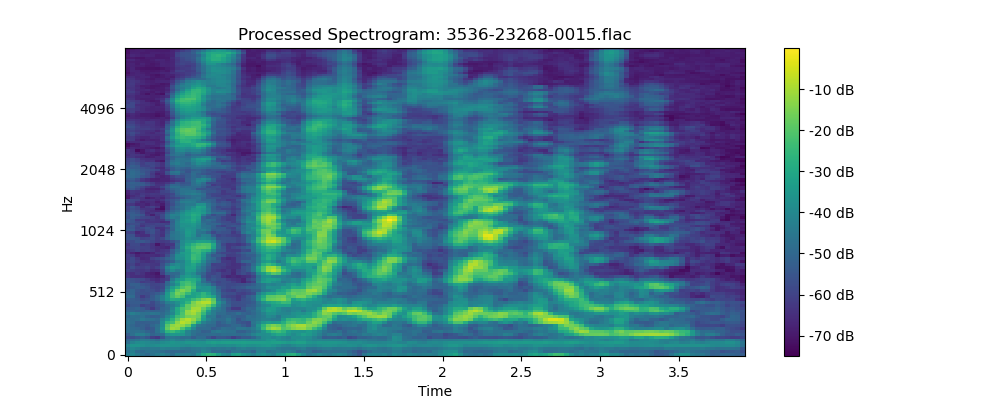 Processed Spectrogram: 3536-23268-0015.flac
Hz
4096
2048
1024
512
0
0 0.5 1 1.5 2 2.5 3 3.5
Time
-10 dB
-20 dB
-30 dB
-40 dB
-50 dB
-60 dB
-70 dB